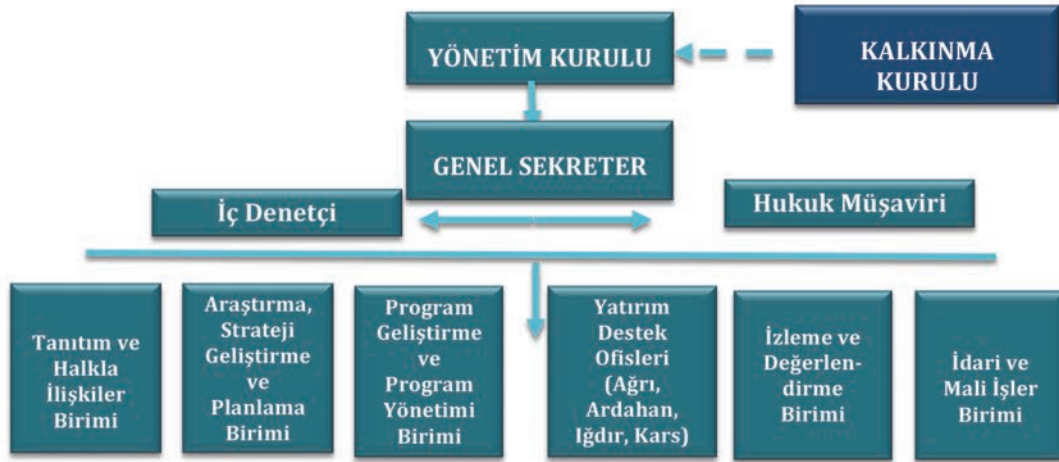 YÖNETİM KURULU
KALKINMA
KURULU
GENEL SEKRETER
İç Denetçi
Hukuk Müşaviri
Tanıtım ve
Halkla
İlişkiler
Birimi
Araştırma,
Strateji
Geliştirme
ve
Planlama
Birimi
Program
Geliştirme
ve
Program
Yönetimi
Birimi
Yatırım
Destek
Ofisleri
(Ağrı,
Ardahan,
Iğdır, Kars)
İzleme ve
Değerlen-
dirme
Birimi
İdari ve
Mali İşler
Birimi